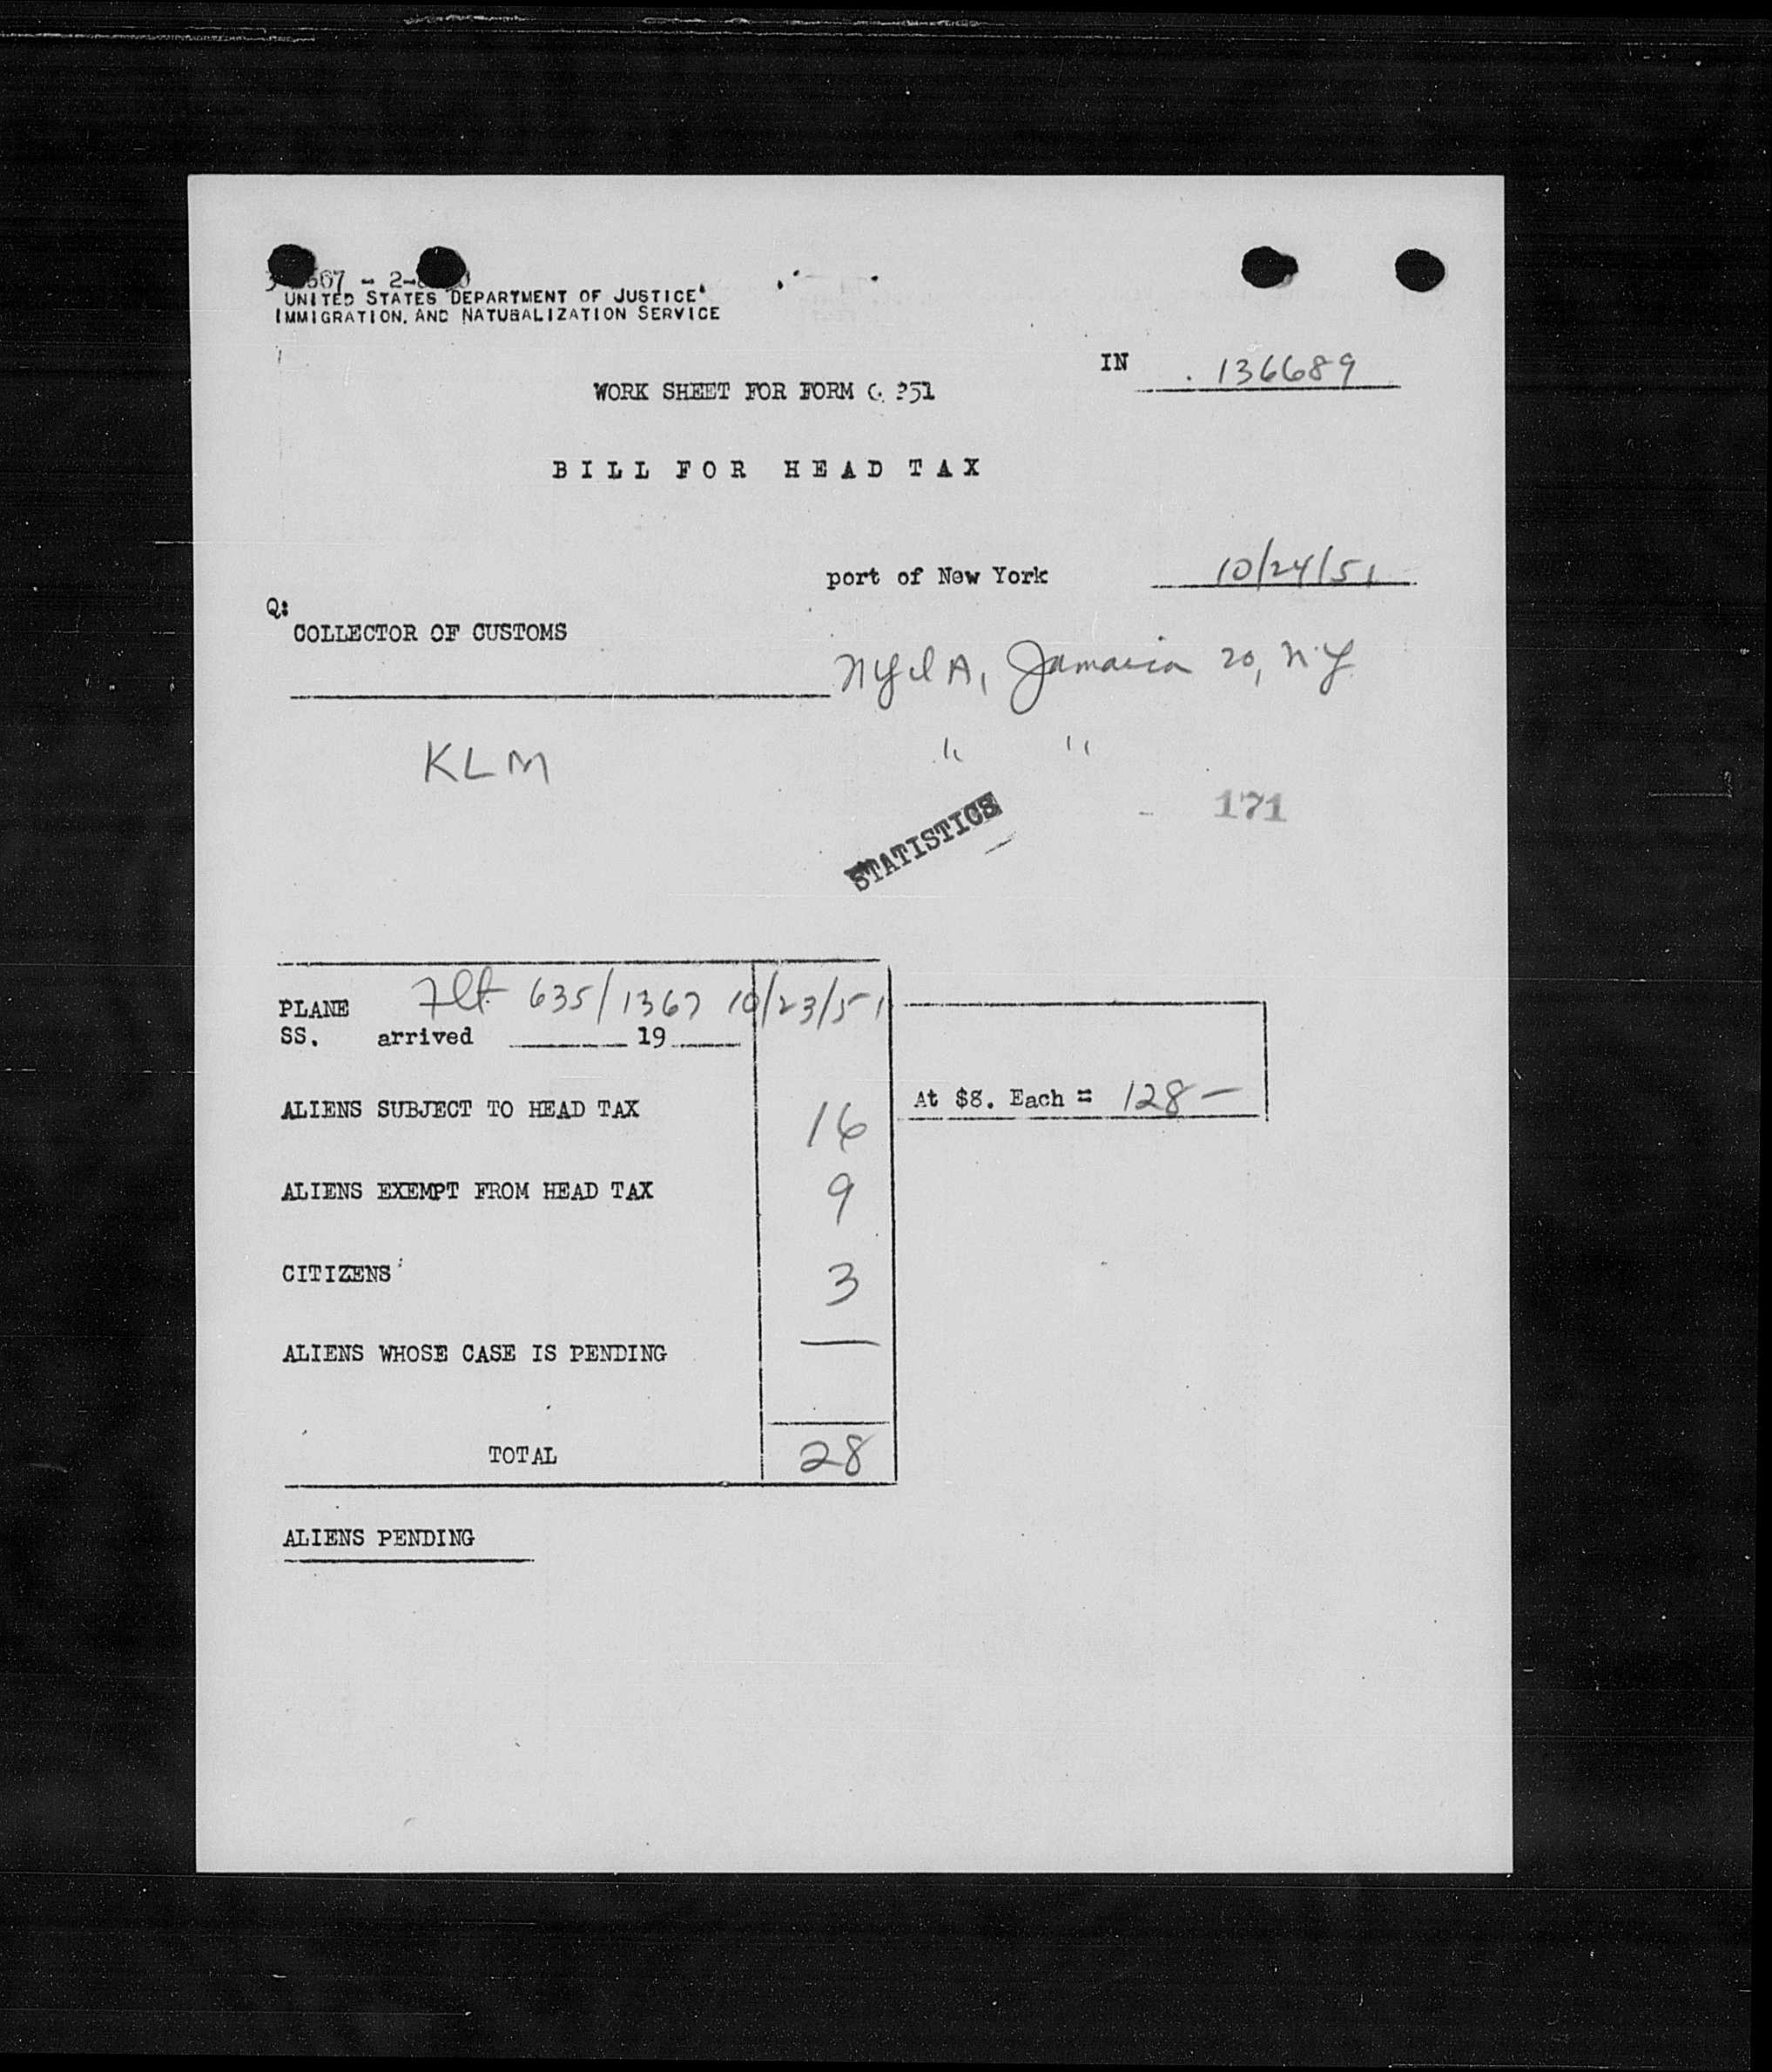 567 - 2-
UNITED STATES DEPARTMENT OF JUSTICE
IMMIGRATION AND NATURALIZATION SERVICE
IN 136689
WORK SHEET FOR FORM 351
BILL FOR HEAD TAX
port of New York 10/24/51
Q:
COLLECTOR OF CUSTOMS
NYIA, Jamaica 20, N.Y.
KLM " "
171
STATISTICS
Flt 635/1367 10/23/51
PLANE
SS. arrived 19
ALIENS SUBJECT TO HEAD TAX 16 At $8. Each = 128-
ALIENS EXEMPT FROM HEAD TAX 9
CITIZENS 3
ALIENS WHOSE CASE IS PENDING —
TOTAL 28
ALIENS PENDING